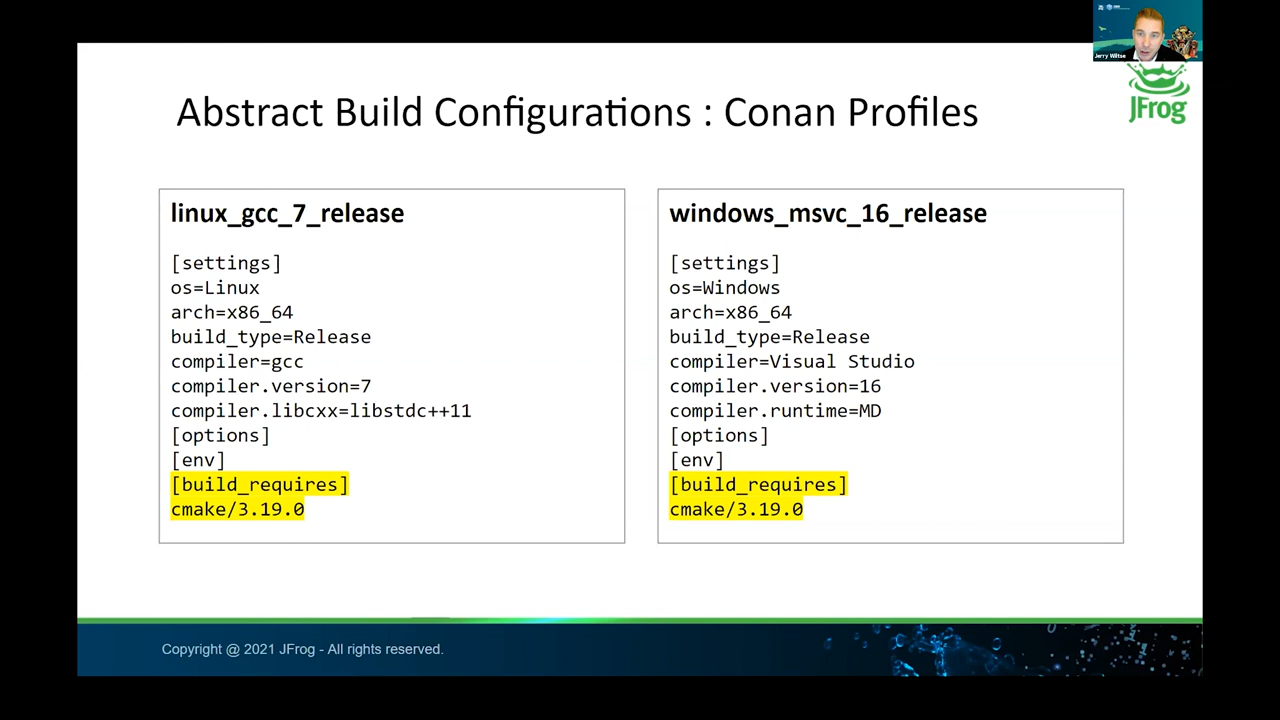 Jerry Wiltse
JFrog
Abstract Build Configurations : Conan Profiles
linux_gcc_7_release
[settings]
os=Linux
arch=x86_64
build_type=Release
compiler=gcc
compiler.version=7
compiler.libcxx=libstdc++11
[options]
[env]
[build_requires]
cmake/3.19.0
windows_msvc_16_release
[settings]
os=Windows
arch=x86_64
build_type=Release
compiler=Visual Studio
compiler.version=16
compiler.runtime=MD
[options]
[env]
[build_requires]
cmake/3.19.0
Copyright @ 2021 JFrog - All rights reserved.